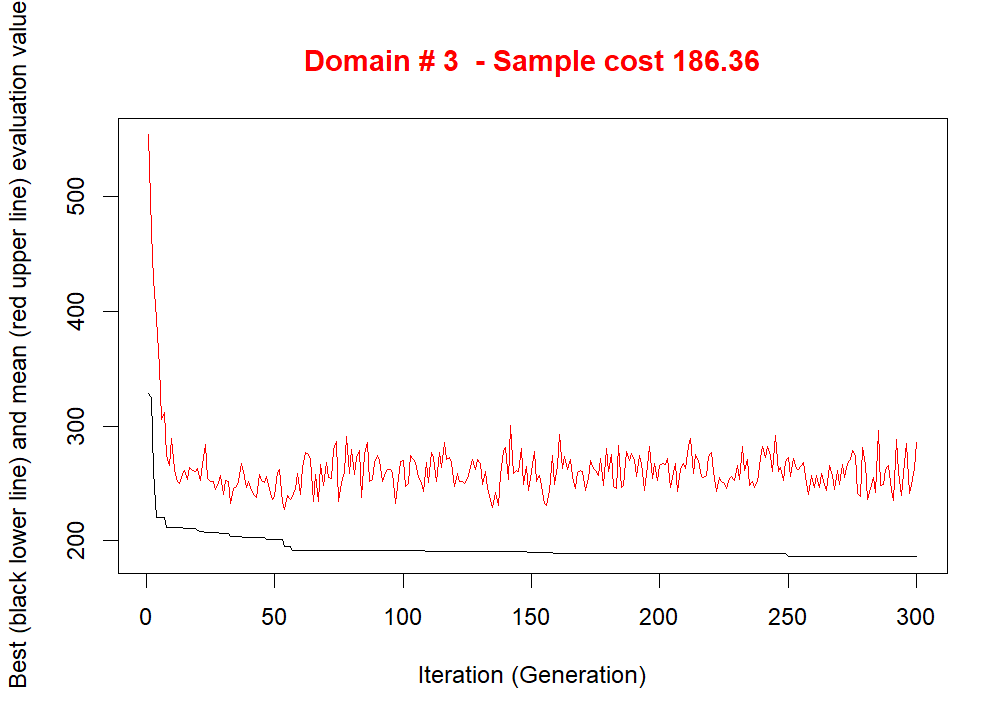 Domain # 3  - Sample cost 186.36
Best (black lower line) and mean (red upper line) evaluation value
500
400
300
200
0 50 100 150 200 250 300
Iteration (Generation)